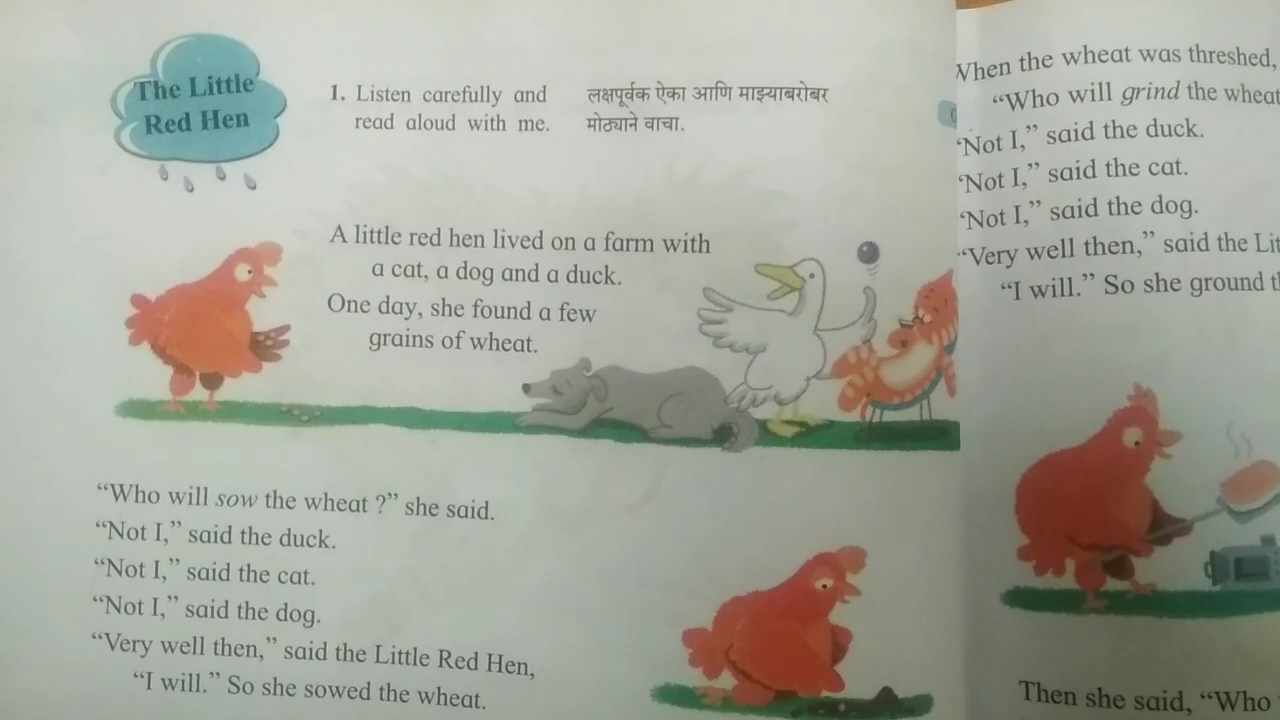 The Little
Red Hen
1. Listen carefully and
read aloud with me.
लक्षपूर्वक ऐका आणि माझ्याबरोबर
मोठ्याने वाचा.
A little red hen lived on a farm with
a cat, a dog and a duck.
One day, she found a few
grains of wheat.
“Who will sow the wheat ?” she said.
“Not I,” said the duck.
“Not I,” said the cat.
“Not I,” said the dog.
“Very well then,” said the Little Red Hen,
“I will.” So she sowed the wheat.
When the wheat was threshed,
“Who will grind the wheat
“Not I,” said the duck.
“Not I,” said the cat.
“Not I,” said the dog.
“Very well then,” said the
“I will.” So she ground
Then she said, “Who